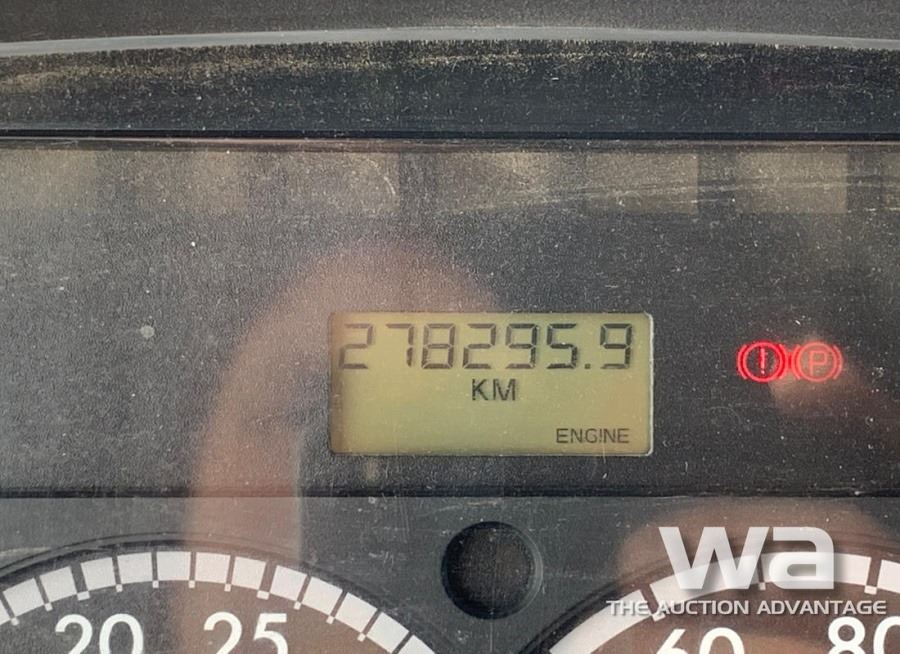 278295.9
KM
ENGINE
! P
wa
THE AUCTION ADVANTAGE
20 25 60 80